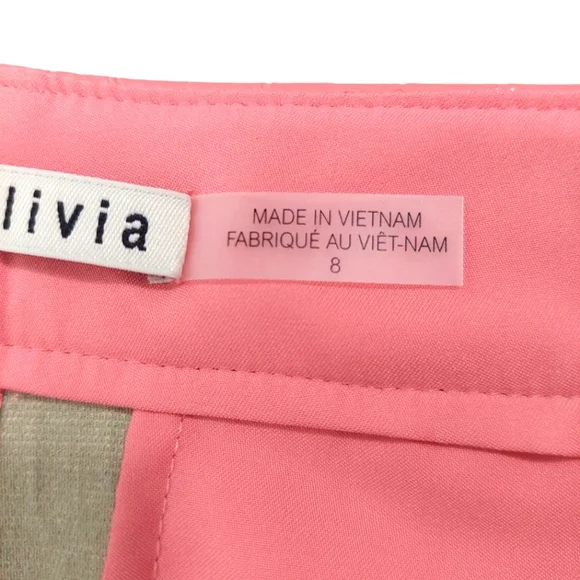 livia
MADE IN VIETNAM
FABRIQUÉ AU VIÊT-NAM
8